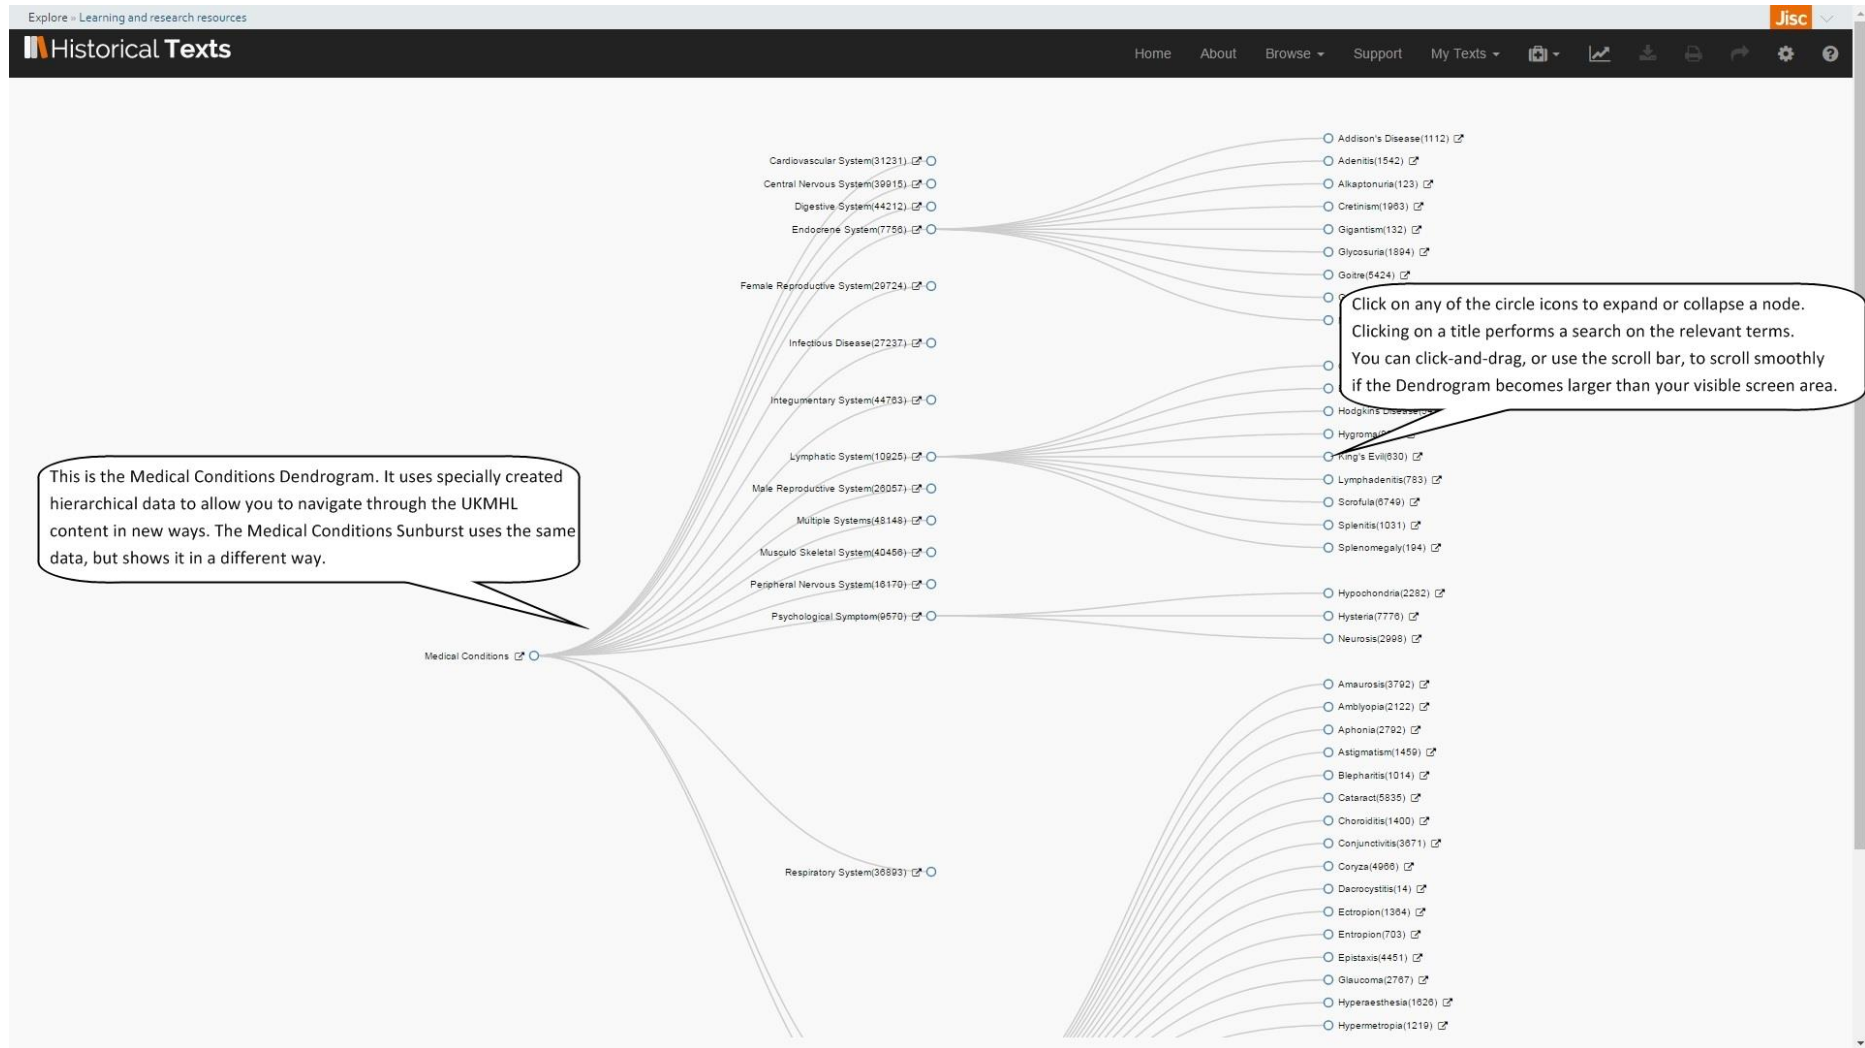 Explore » Learning and research resources
Jisc
Historical Texts
Home About Browse Support My Texts
Cardiovascular System(31231)
Central Nervous System(39915)
Digestive System(44212)
Endocrene System(7756)
Female Reproductive System(29724)
Infectious Disease(27237)
Integumentary System(44763)
Lymphatic System(10925)
Male Reproductive System(26057)
Multiple Systems(48148)
Musculo Skeletal System(40456)
Peripheral Nervous System(16170)
Psychological Symptom(9570)
Respiratory System(36893)
Medical Conditions
This is the Medical Conditions Dendrogram. It uses specially created
hierarchical data to allow you to navigate through the UKMHL
content in new ways. The Medical Conditions Sunburst uses the same
data, but shows it in a different way.
Addison's Disease(1112)
Adenitis(1542)
Alkaptonuria(123)
Cretinism(1963)
Gigantism(132)
Glycosuria(1894)
Goitre(5424)
Click on any of the circle icons to expand or collapse a node.
Clicking on a title performs a search on the relevant terms.
You can click-and-drag, or use the scroll bar, to scroll smoothly
if the Dendrogram becomes larger than your visible screen area.
Hodgkins Disease
Hygroma
King's Evil(630)
Lymphadenitis(783)
Scrofula(6749)
Splenitis(1031)
Splenomegaly(194)
Hypochondria(2282)
Hysteria(7776)
Neurosis(2998)
Amaurosis(3792)
Amblyopia(2122)
Aphonia(2792)
Astigmatism(1459)
Blepharitis(1014)
Cataract(5835)
Choroiditis(1400)
Conjunctivitis(3671)
Coryza(4966)
Dacrocystitis(14)
Ectropion(1364)
Entropion(703)
Epistaxis(4451)
Glaucoma(2767)
Hyperaesthesia(1626)
Hypermetropia(1219)